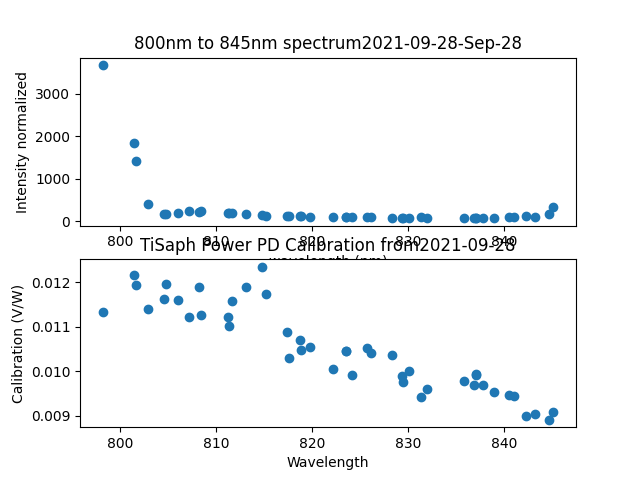 800nm to 845nm spectrum2021-09-28-Sep-28
Intensity normalized
3000
2000
1000
0
800 810 820 830 840
wavelength (nm)
TiSaph Power PD Calibration from2021-09-28
Calibration (V/W)
0.012
0.011
0.010
0.009
800 810 820 830 840
Wavelength